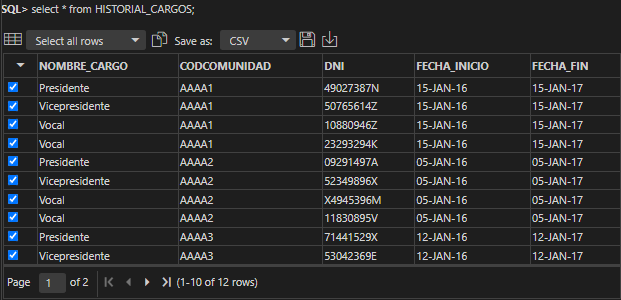 SQL> select * from HISTORIAL_CARGOS;
Select all rows Save as: CSV
NOMBRE_CARGO CODCOMUNIDAD DNI FECHA_INICIO FECHA_FIN
Presidente AAAA1 49027387N 15-JAN-16 15-JAN-17
Vicepresidente AAAA1 50765614Z 15-JAN-16 15-JAN-17
Vocal AAAA1 10880946Z 15-JAN-16 15-JAN-17
Vocal AAAA1 23293294K 15-JAN-16 15-JAN-17
Presidente AAAA2 09291497A 05-JAN-16 05-JAN-17
Vicepresidente AAAA2 52349896X 05-JAN-16 05-JAN-17
Vocal AAAA2 X4945396M 05-JAN-16 05-JAN-17
Vocal AAAA2 11830895V 05-JAN-16 05-JAN-17
Presidente AAAA3 71441529X 12-JAN-16 12-JAN-17
Vicepresidente AAAA3 53042369E 12-JAN-16 12-JAN-17
Page 1 of 2 (1-10 of 12 rows)